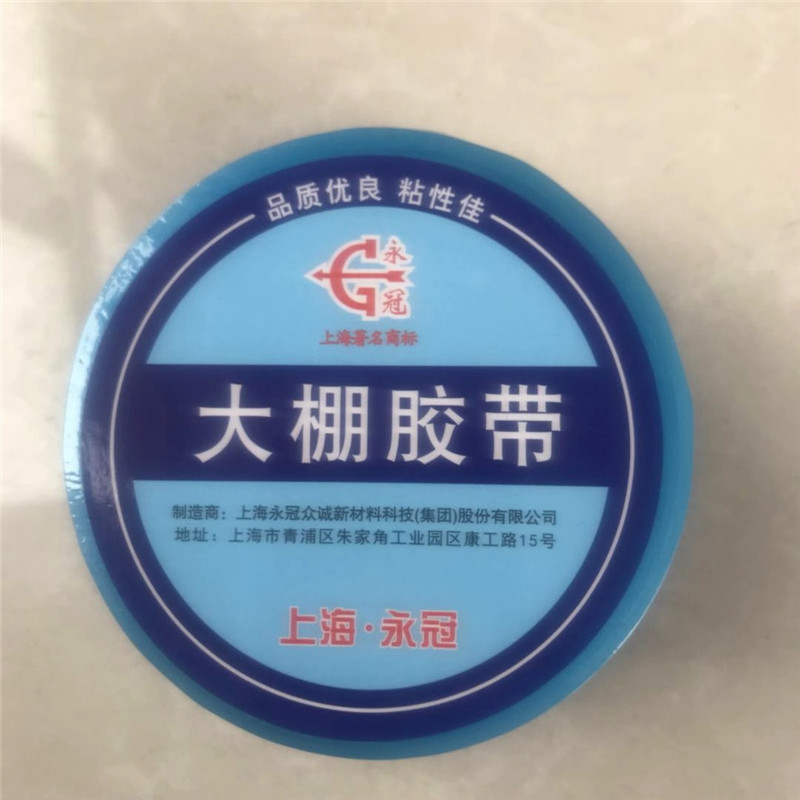 品质优良 粘性佳
永冠
上海著名商标
大棚胶带
制造商：上海永冠众诚新材料科技(集团)股份有限公司
地址：上海市青浦区朱家角工业园区康工路15号
上海·永冠